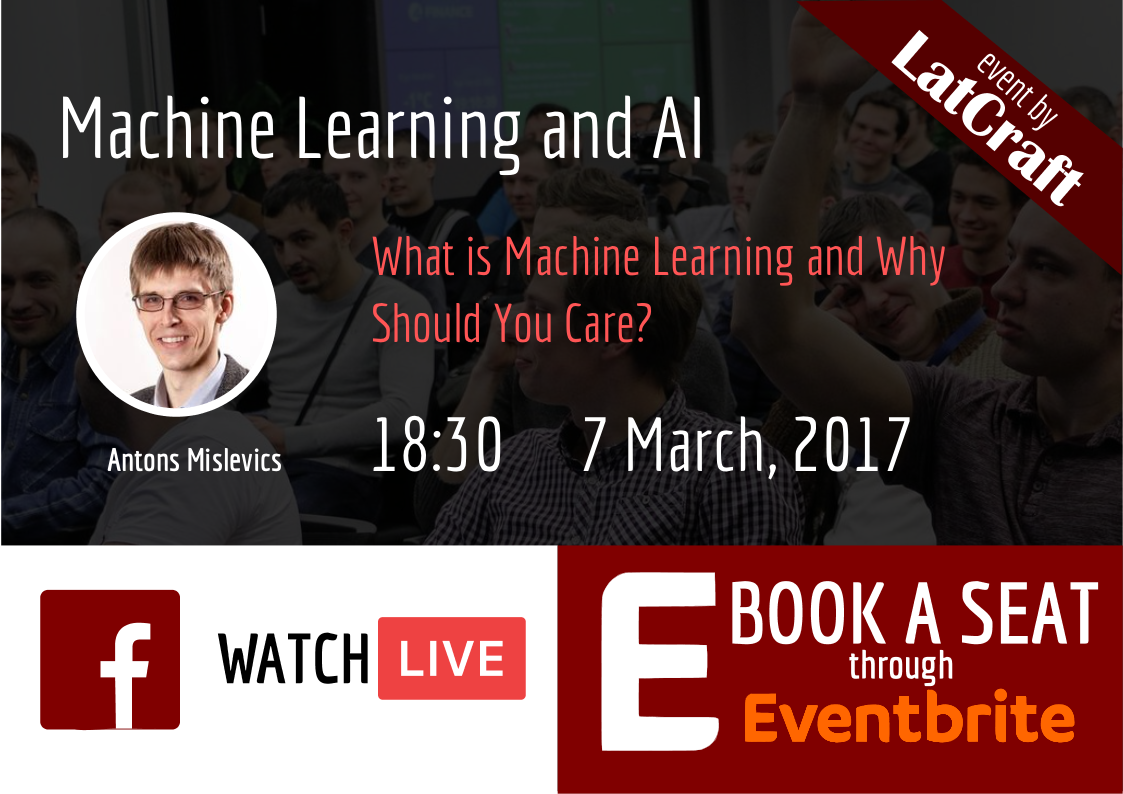 event by
LatCraft
Machine Learning and AI
What is Machine Learning and Why
Should You Care?
18:30 7 March, 2017
Antons Mislevics
f
WATCH LIVE
E
BOOK A SEAT
through
Eventbrite